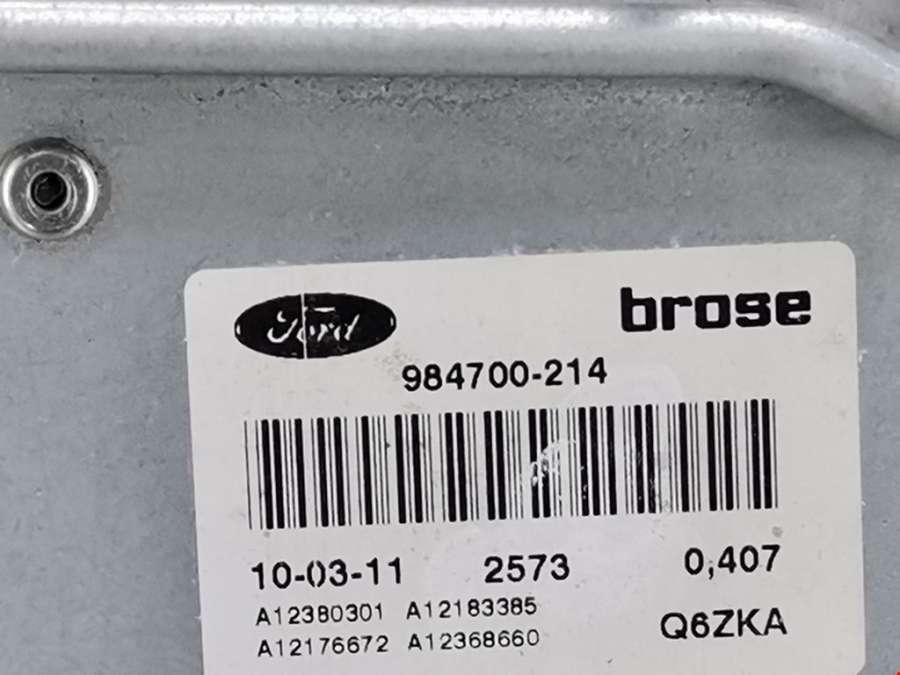 Ford
brose
984700-214
10-03-11 2573 0,407
A12380301 A12183385
A12176672 A12368660
Q6ZKA